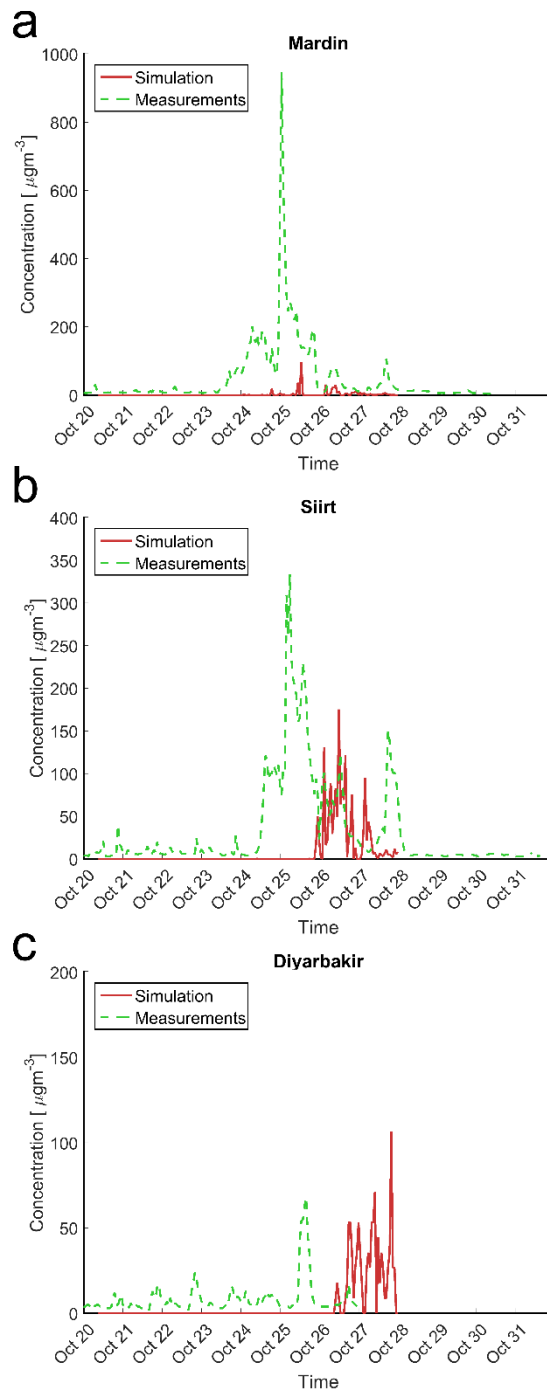 a
Mardin
Simulation
Measurements
1000
800
600
400
200
0
Concentration [ μgm-3]
Oct 20
Oct 21
Oct 22
Oct 23
Oct 24
Oct 25
Oct 26
Oct 27
Oct 28
Oct 29
Oct 30
Oct 31
Time
b
Siirt
Simulation
Measurements
400
350
300
250
200
150
100
50
0
Concentration [ μgm-3]
Oct 20
Oct 21
Oct 22
Oct 23
Oct 24
Oct 25
Oct 26
Oct 27
Oct 28
Oct 29
Oct 30
Oct 31
Time
c
Diyarbakir
Simulation
Measurements
200
150
100
50
0
Concentration [ μgm-3]
Oct 20
Oct 21
Oct 22
Oct 23
Oct 24
Oct 25
Oct 26
Oct 27
Oct 28
Oct 29
Oct 30
Oct 31
Time